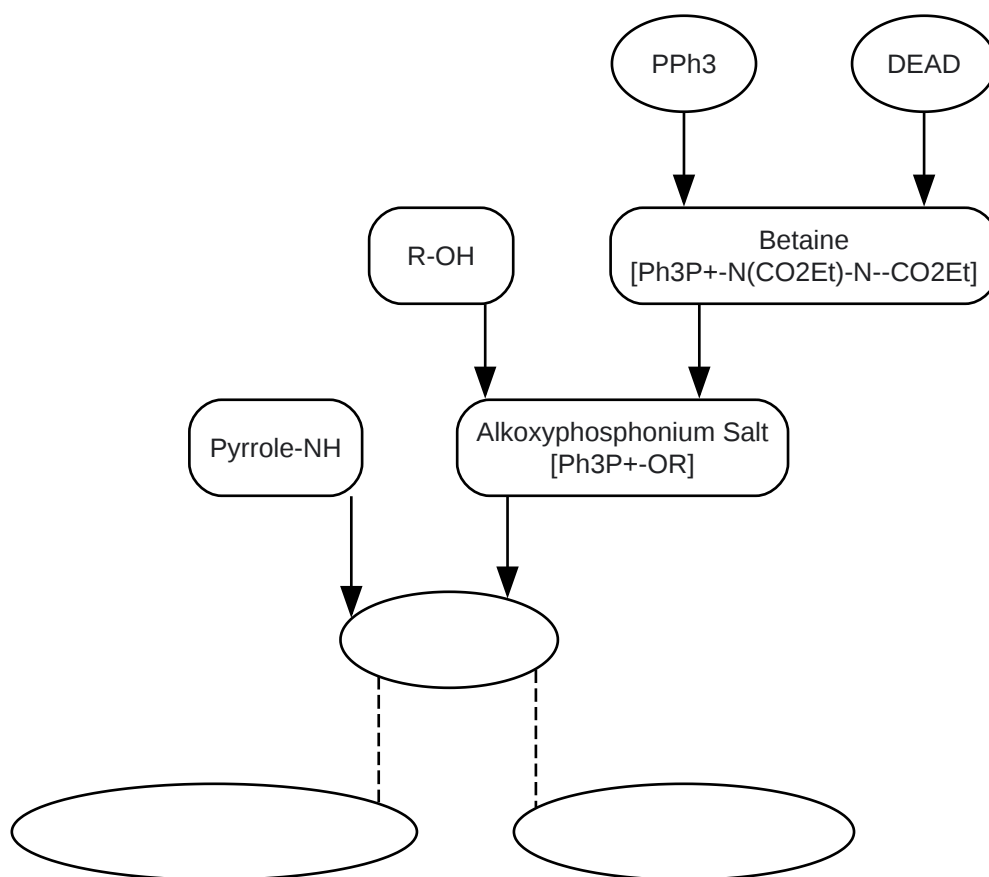 PPh3
DEAD
R-OH
Betaine
[Ph3P+-N(CO2Et)-N--CO2Et]
Pyrrole-NH
Alkoxyphosphonium Salt
[Ph3P+-OR]